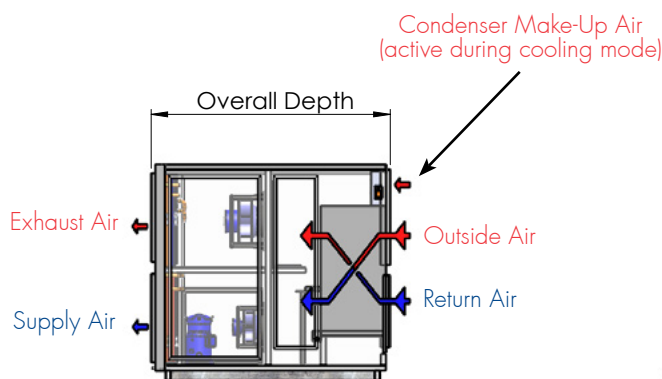 Condenser Make-Up Air
(active during cooling mode)
Overall Depth
Exhaust Air
Outside Air
Supply Air
Return Air